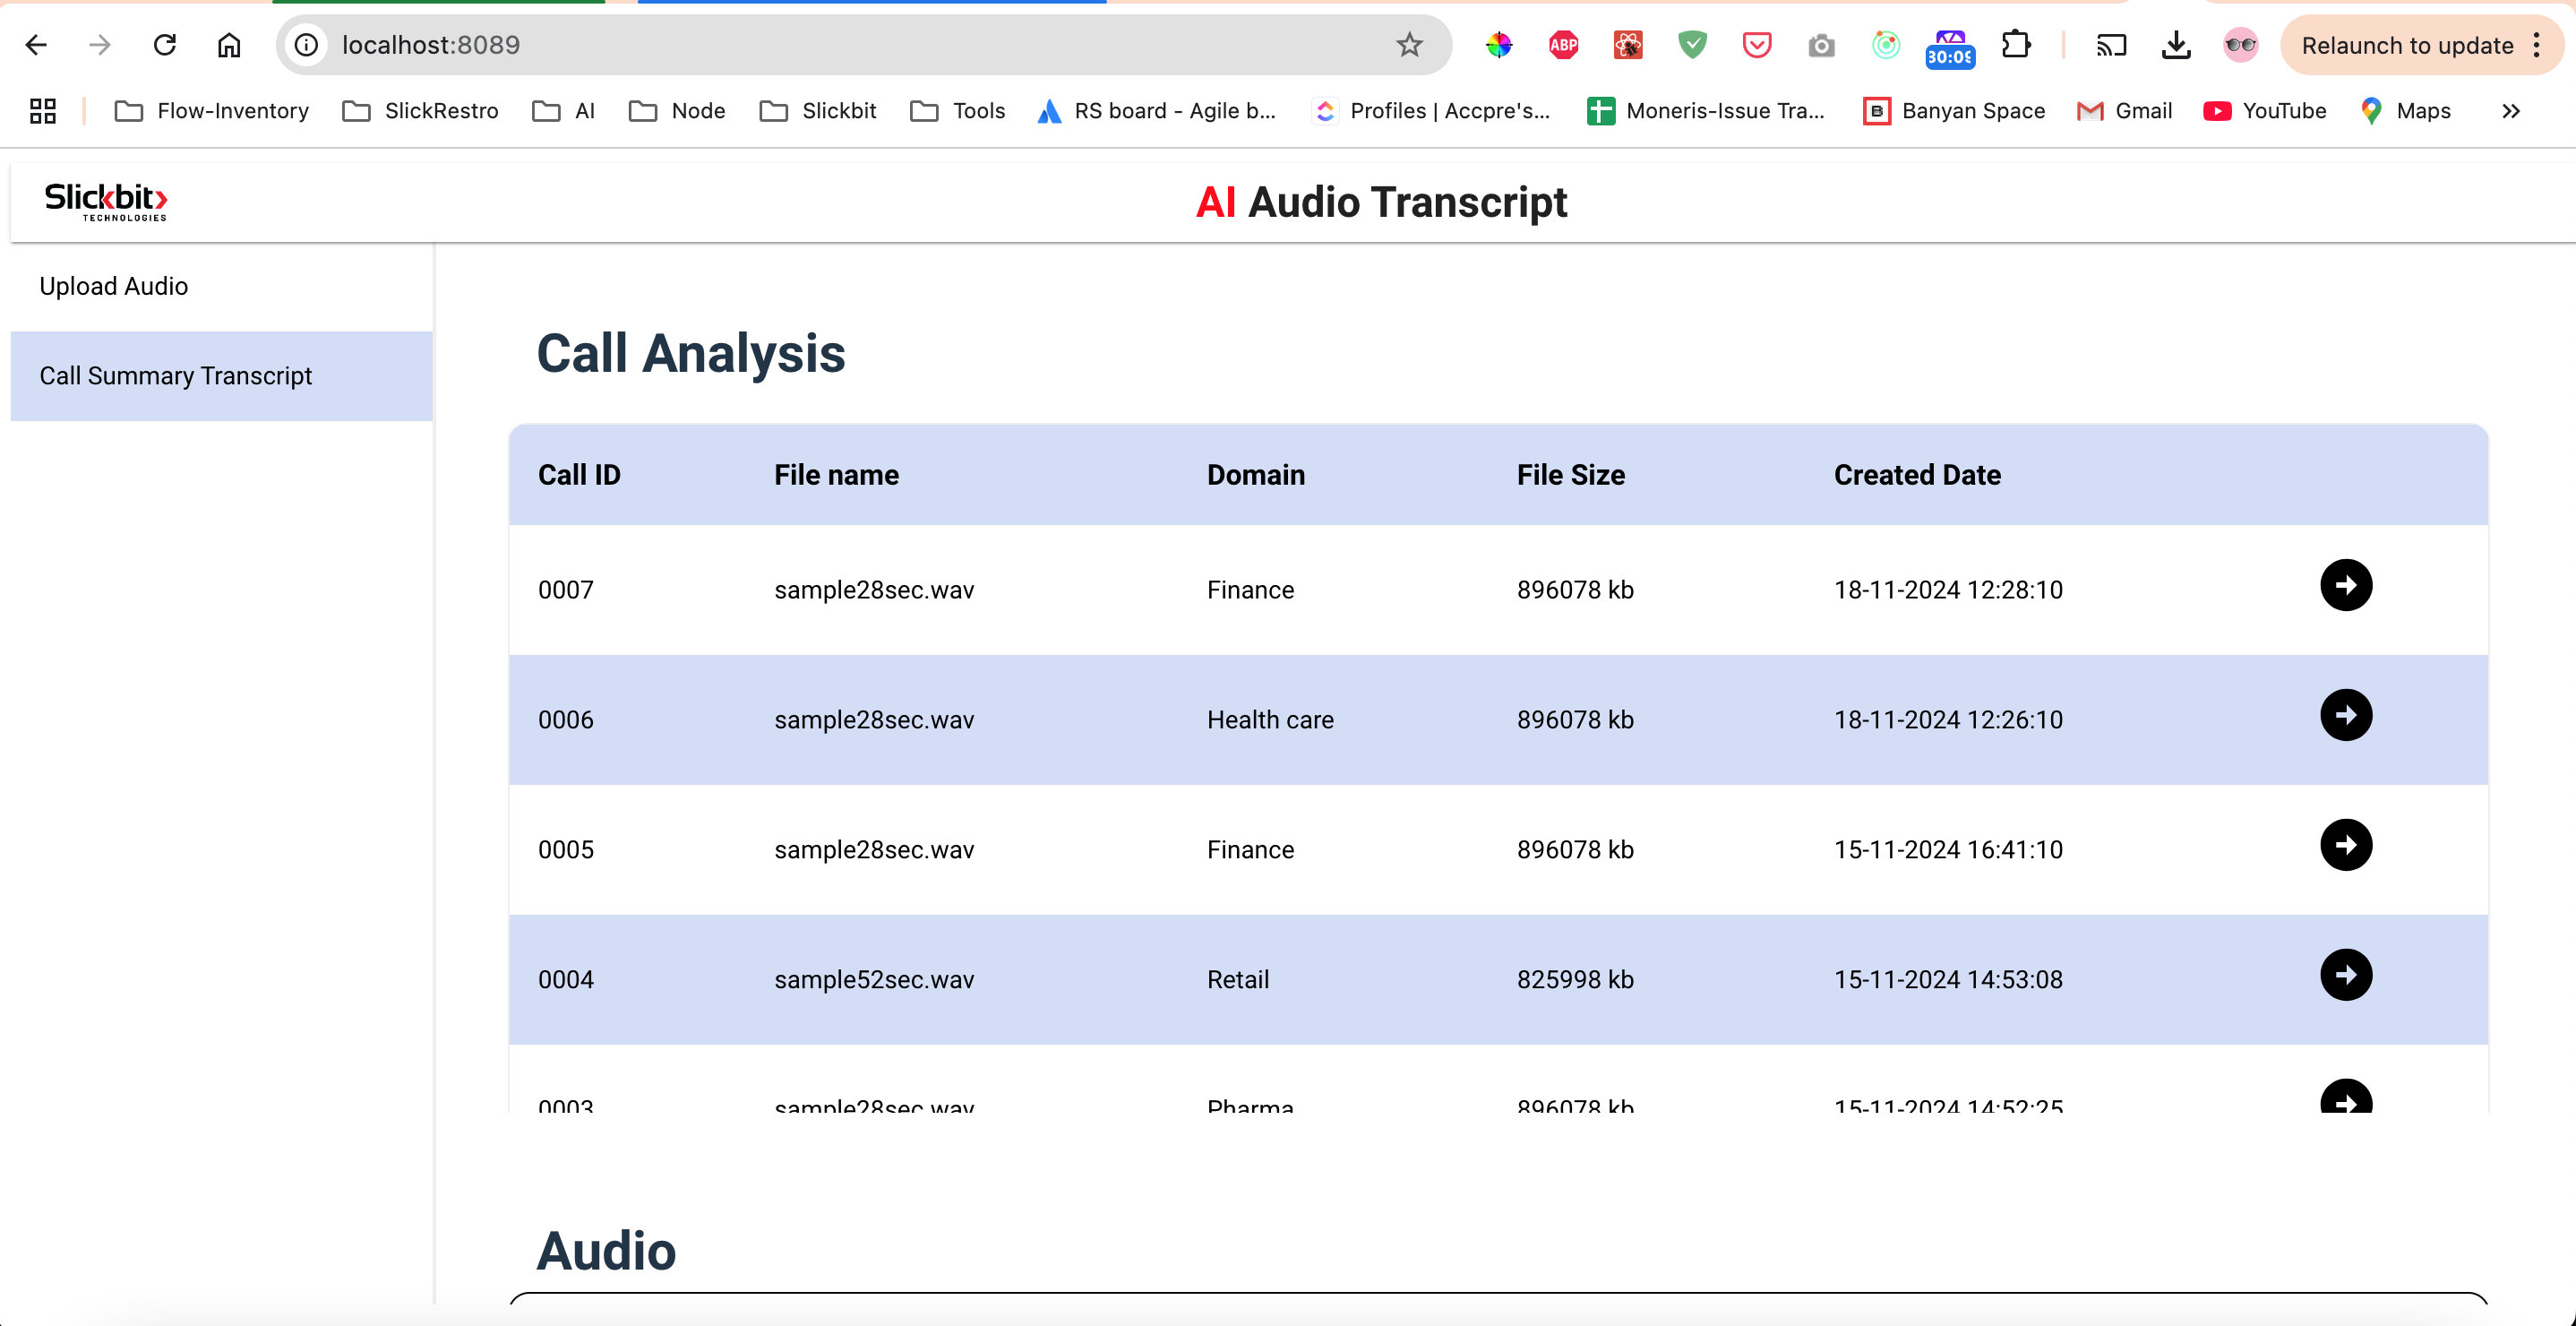 localhost:8089
ABP
30:09
Relaunch to update
Flow-Inventory
SlickRestro
AI
Node
Slickbit
Tools
RS board - Agile b...
Profiles | Accpre's...
Moneris-Issue Tra...
Banyan Space
Gmail
YouTube
Maps
Slickbit
TECHNOLOGIES
AI Audio Transcript
Upload Audio
Call Summary Transcript
Call Analysis
Call ID File name Domain File Size Created Date
0007 sample28sec.wav Finance 896078 kb 18-11-2024 12:28:10
0006 sample28sec.wav Health care 896078 kb 18-11-2024 12:26:10
0005 sample28sec.wav Finance 896078 kb 15-11-2024 16:41:10
0004 sample52sec.wav Retail 825998 kb 15-11-2024 14:53:08
0003 sample28sec.wav Pharma 896078 kb 15-11-2024 14:52:25
Audio